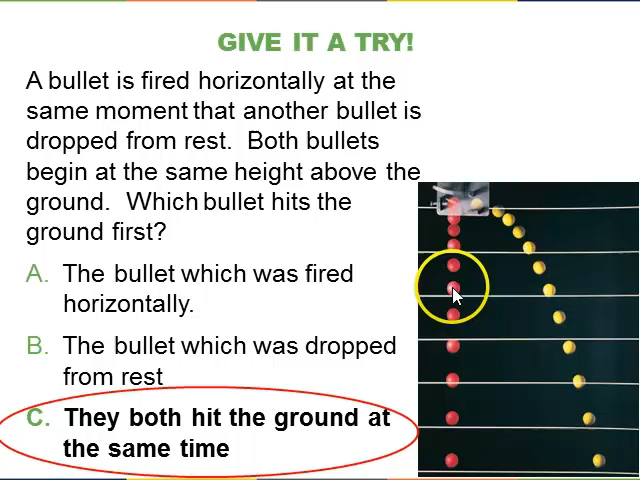 GIVE IT A TRY!
A bullet is fired horizontally at the
same moment that another bullet is
dropped from rest. Both bullets
begin at the same height above the
ground. Which bullet hits the
ground first?
A. The bullet which was fired
horizontally.
B. The bullet which was dropped
from rest
C. They both hit the ground at
the same time